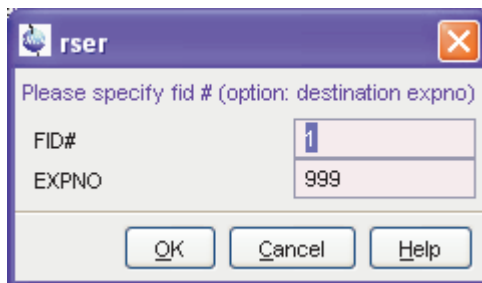 rser
Please specify fid # (option: destination expno)
FID# 1
EXPNO 999
OK Cancel Help